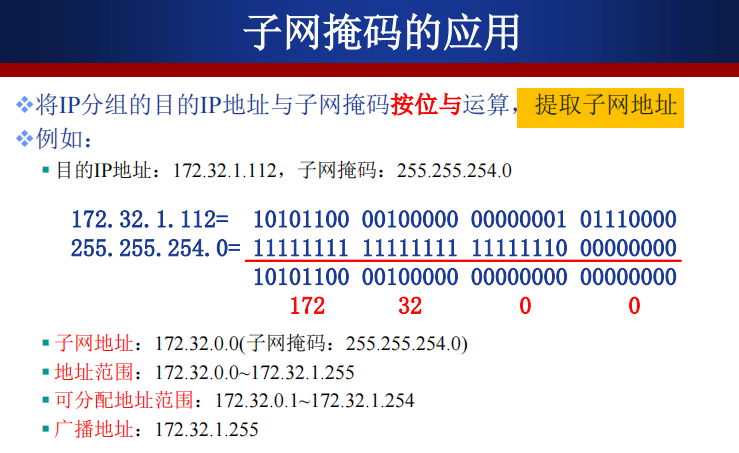 子网掩码的应用
将IP分组的目的IP地址与子网掩码按位与运算，提取子网地址
例如：
目的IP地址：172.32.1.112，子网掩码：255.255.254.0
172.32.1.112= 10101100 00100000 00000001 01110000
255.255.254.0= 11111111 11111111 11111110 00000000
10101100 00100000 00000000 00000000
172 32 0 0
子网地址：172.32.0.0(子网掩码：255.255.254.0)
地址范围：172.32.0.0~172.32.1.255
可分配地址范围：172.32.0.1~172.32.1.254
广播地址：172.32.1.255